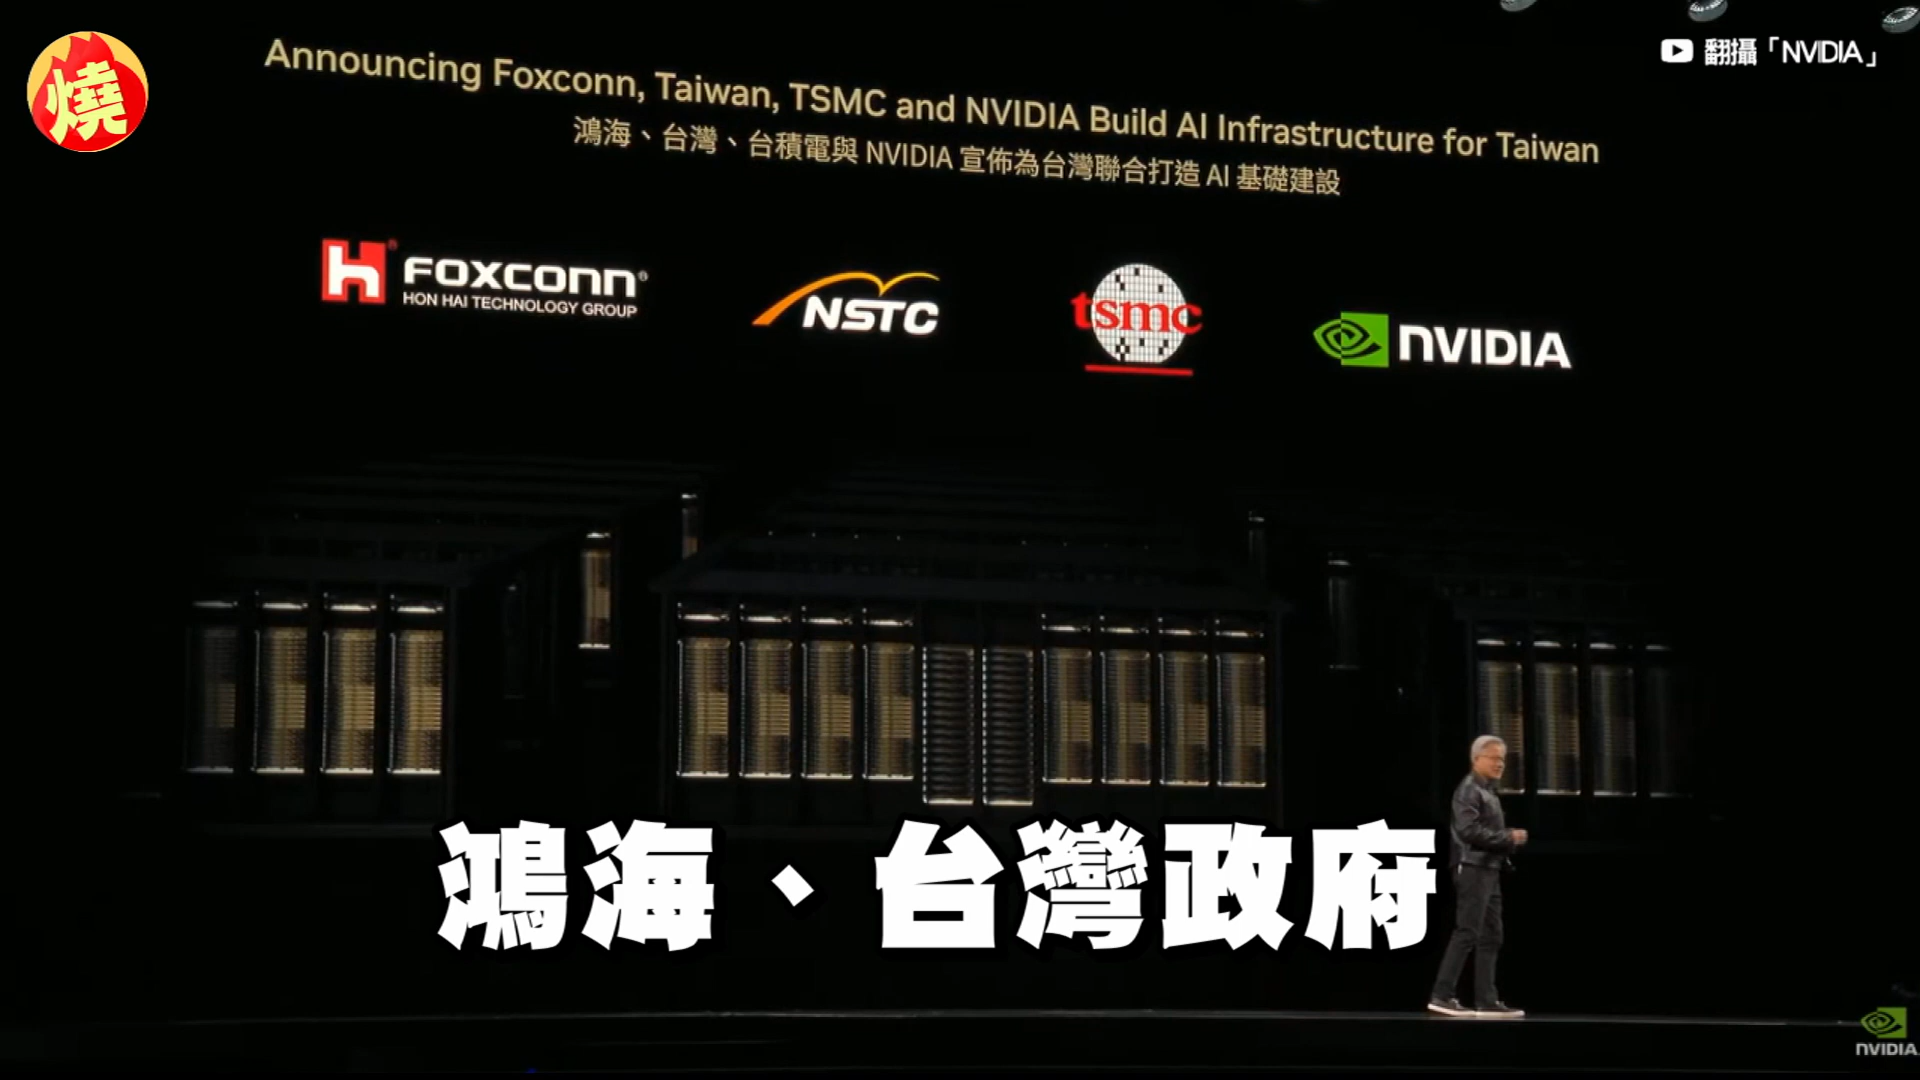 燒
翻攝「NVIDIA」
Announcing Foxconn, Taiwan, TSMC and NVIDIA Build AI Infrastructure for Taiwan
鴻海、台灣、台積電與 NVIDIA 宣佈為台灣聯合打造 AI 基礎建設
H® FOXCONN®
HON HAI TECHNOLOGY GROUP
NSTC
tsmc
NVIDIA
鴻海、台灣政府
NVIDIA.